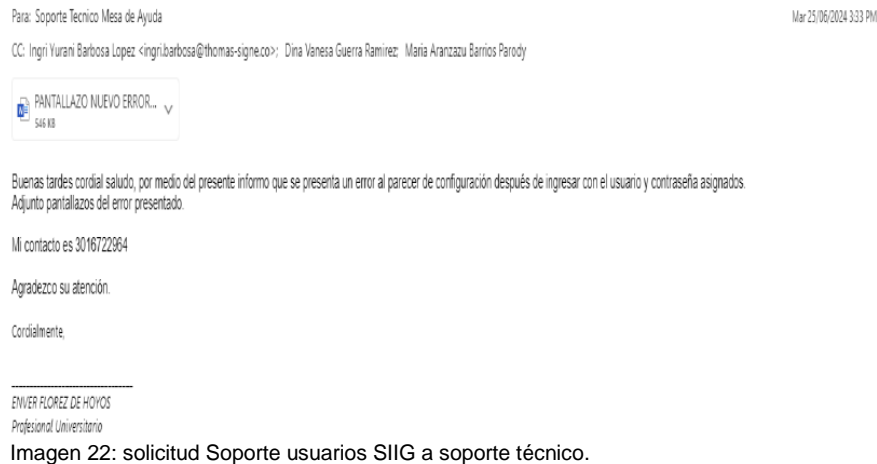 Para: Soporte Tecnico Mesa de Ayuda
Mar 25/06/2024 3:33 PM
CC: Ingri Yurani Barbosa Lopez <ingri.barbosa@thomas-signe.co>; Dina Vanesa Guerra Ramirez; Maria Aranzazu Barrios Parody
PANTALLAZO NUEVO ERROR...
546 KB
Buenas tardes cordial saludo, por medio del presente informo que se presenta un error al parecer de configuración después de ingresar con el usuario y contraseña asignados.
Adjunto pantallazos del error presentado.
Mi contacto es 3016722964
Agradezco su atención.
Cordialmente,
ENVER FLOREZ DE HOYOS
Profesional Universitario
Imagen 22: solicitud Soporte usuarios SIIG a soporte técnico.